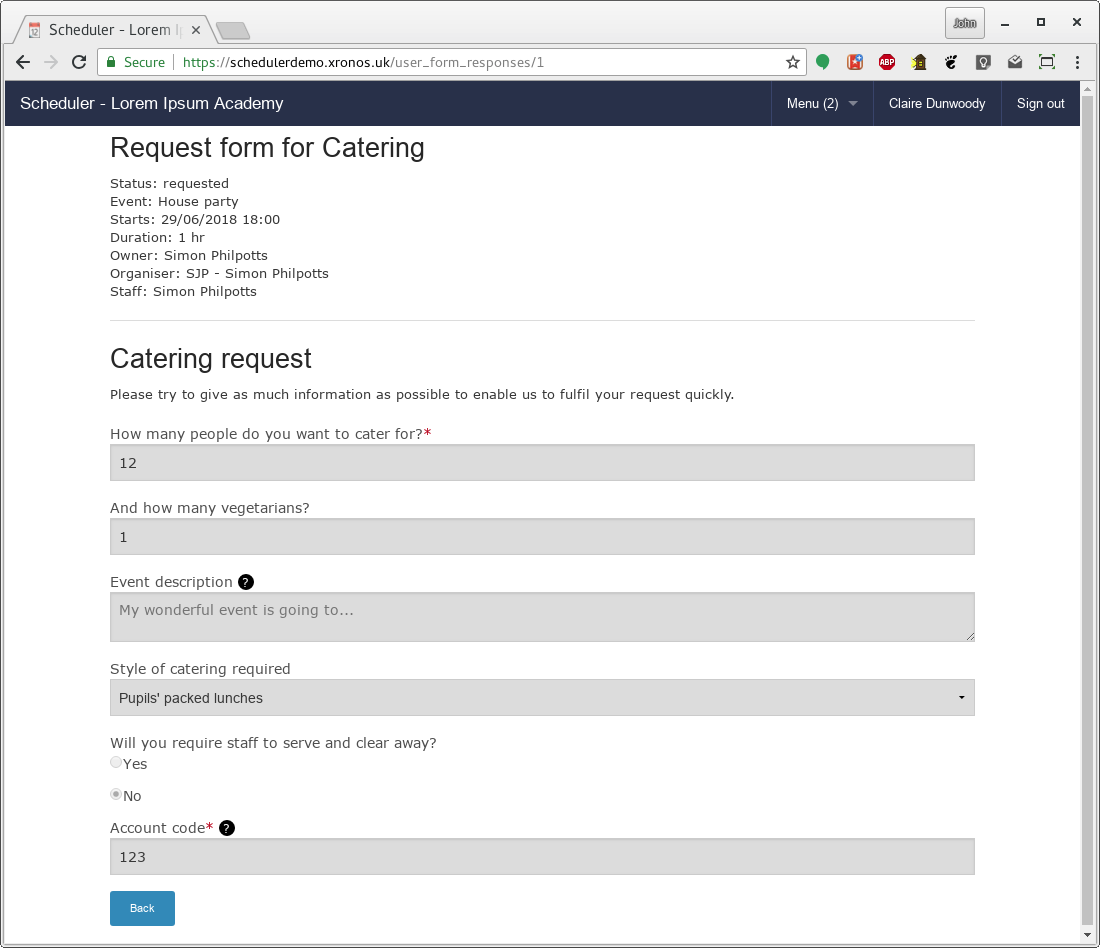 Scheduler - Lorem I
John
Secure https://schedulerdemo.xronos.uk/user_form_responses/1
ABP
Scheduler - Lorem Ipsum Academy Menu (2) Claire Dunwoody Sign out
Request form for Catering
Status: requested
Event: House party
Starts: 29/06/2018 18:00
Duration: 1 hr
Owner: Simon Philpotts
Organiser: SJP - Simon Philpotts
Staff: Simon Philpotts
Catering request
Please try to give as much information as possible to enable us to fulfil your request quickly.
How many people do you want to cater for?*
12
And how many vegetarians?
1
Event description ?
My wonderful event is going to...
Style of catering required
Pupils' packed lunches
Will you require staff to serve and clear away?
Yes
No
Account code* ?
123
Back